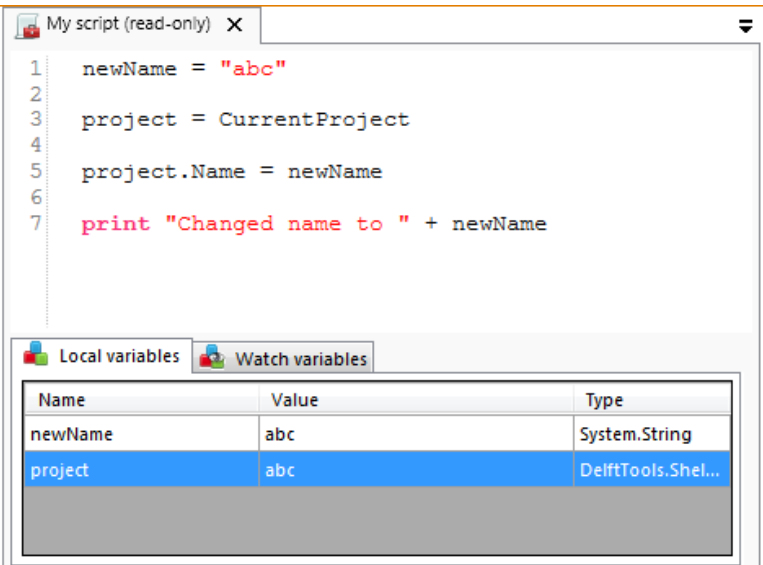 My script (read-only) X
1 newName = "abc"
2
3 project = CurrentProject
4
5 project.Name = newName
6
7 print "Changed name to " + newName
Local variables Watch variables
Name Value Type
newName abc System.String
project abc DelftTools.Shel...